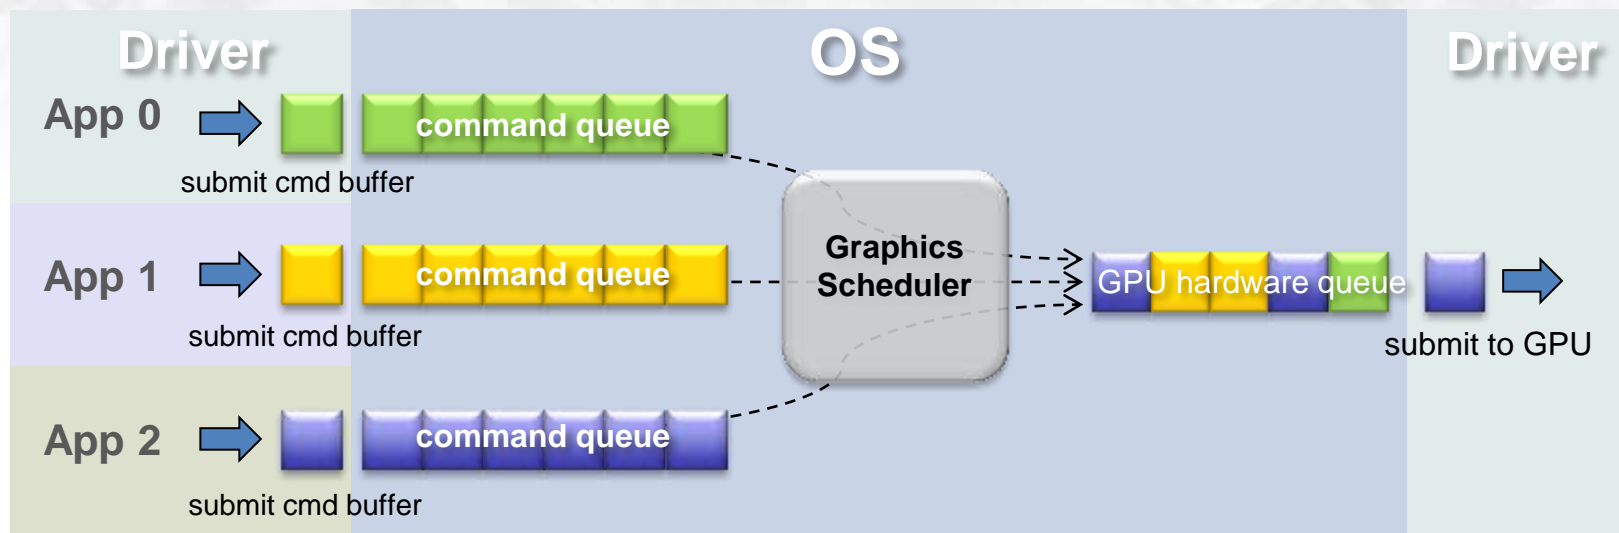 Driver
OS
Driver
App 0
command queue
submit cmd buffer
App 1
command queue
submit cmd buffer
Graphics
Scheduler
GPU hardware queue
submit to GPU
App 2
command queue
submit cmd buffer